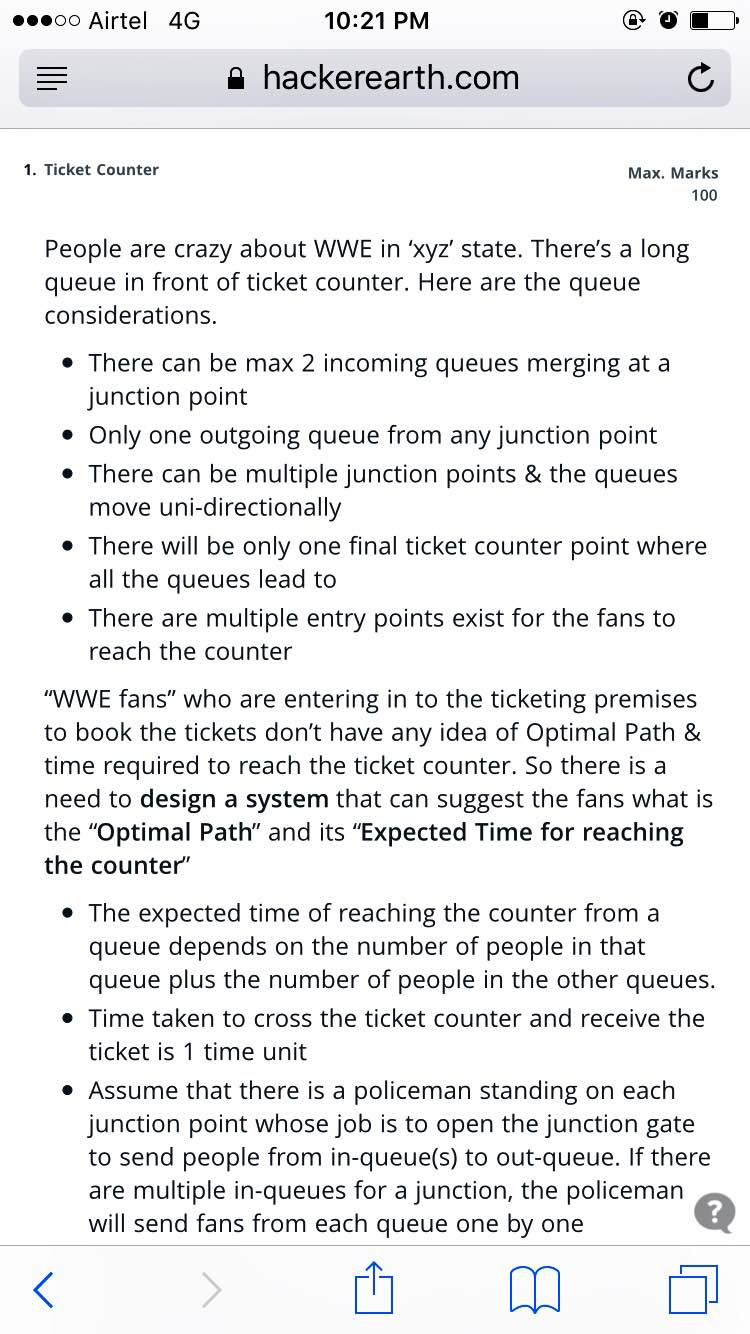 Airtel 4G 10:21 PM
hackerearth.com
1. Ticket Counter
Max. Marks
100
People are crazy about WWE in ‘xyz’ state. There’s a long
queue in front of ticket counter. Here are the queue
considerations.
• There can be max 2 incoming queues merging at a
junction point
• Only one outgoing queue from any junction point
• There can be multiple junction points & the queues
move uni-directionally
• There will be only one final ticket counter point where
all the queues lead to
• There are multiple entry points exist for the fans to
reach the counter
“WWE fans” who are entering in to the ticketing premises
to book the tickets don’t have any idea of Optimal Path &
time required to reach the ticket counter. So there is a
need to design a system that can suggest the fans what is
the “Optimal Path” and its “Expected Time for reaching
the counter”
• The expected time of reaching the counter from a
queue depends on the number of people in that
queue plus the number of people in the other queues.
• Time taken to cross the ticket counter and receive the
ticket is 1 time unit
• Assume that there is a policeman standing on each
junction point whose job is to open the junction gate
to send people from in-queue(s) to out-queue. If there
are multiple in-queues for a junction, the policeman
will send fans from each queue one by one
?